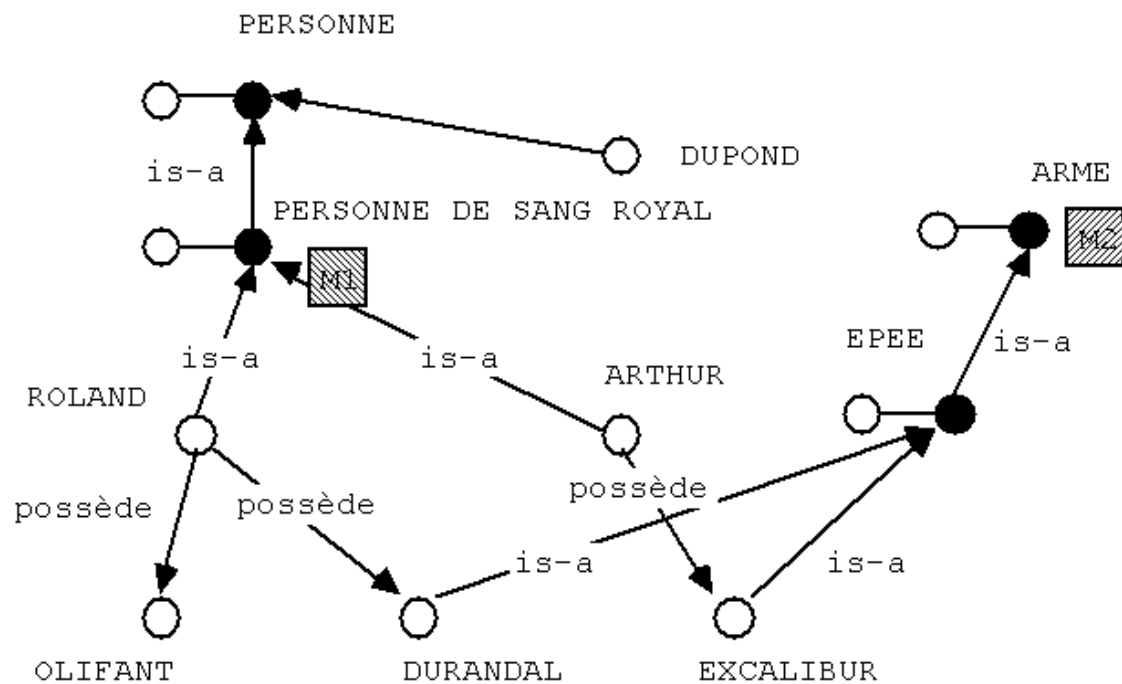 PERSONNE
DUPOND
is-a
ARME
PERSONNE DE SANG ROYAL
M2
M1
EPEE
is-a
is-a
is-a
ARTHUR
ROLAND
possède
possède
possède
is-a
is-a
OLIFANT
DURANDAL
EXCALIBUR